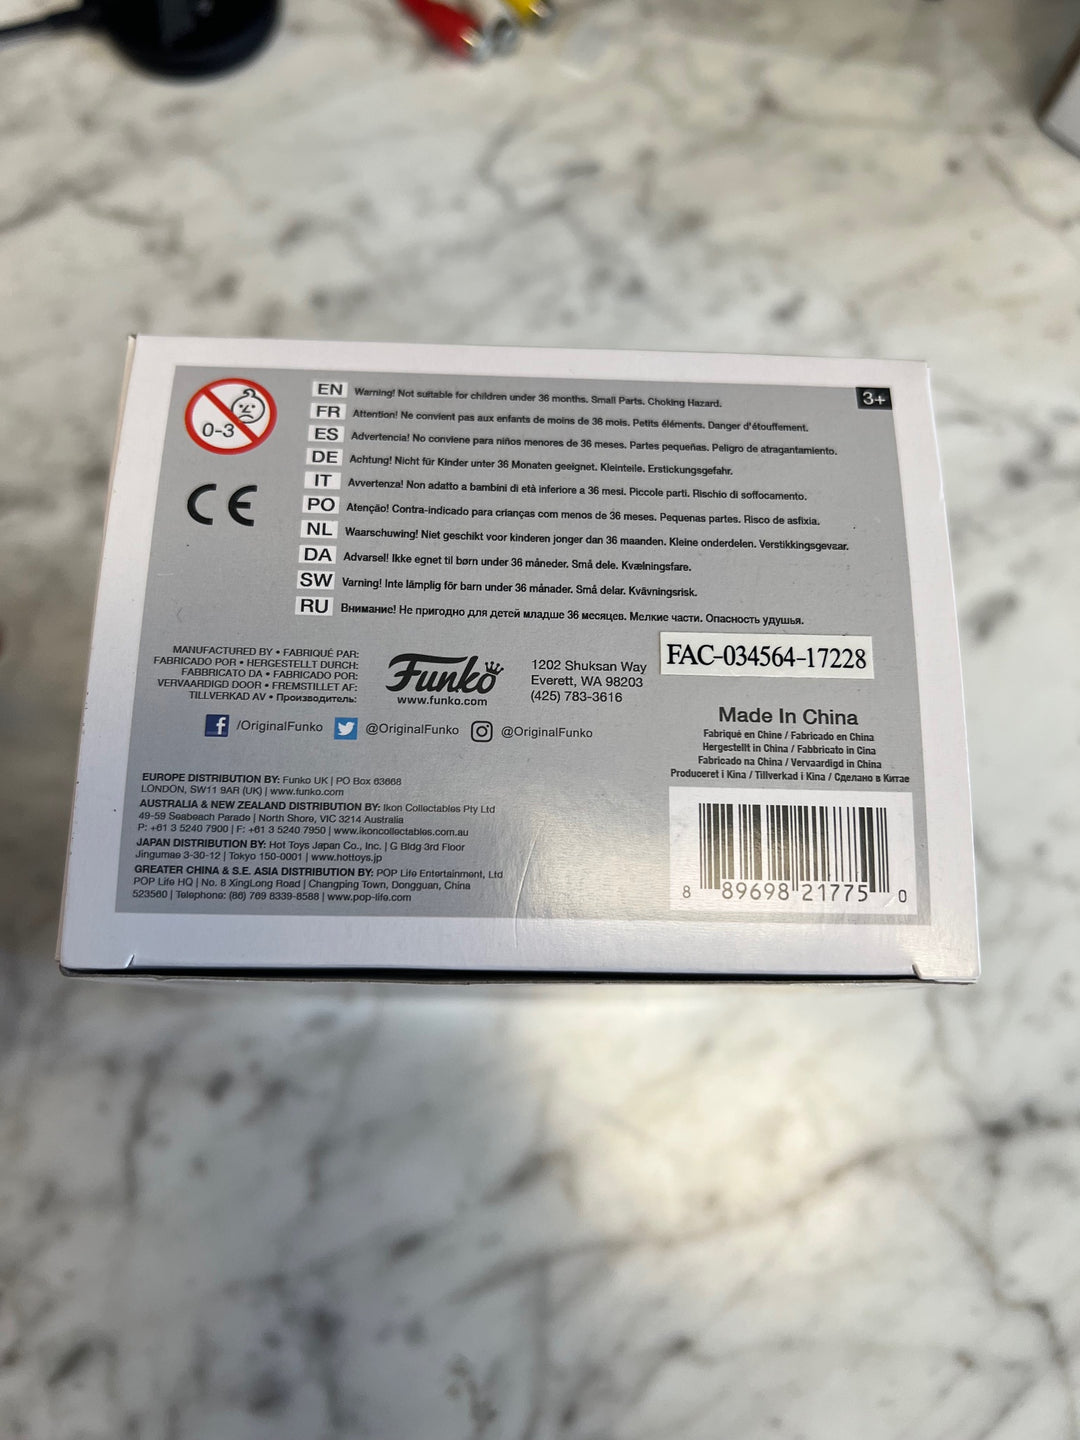 0-3
CE
EN Warning! Not suitable for children under 36 months. Small Parts. Choking Hazard.
3+
FR Attention! Ne convient pas aux enfants de moins de 36 mois. Petits éléments. Danger d'étouffement.
ES Advertencia! No conviene para niños menores de 36 meses. Partes pequeñas. Peligro de atragantamiento.
DE Achtung! Nicht für Kinder unter 36 Monaten geeignet. Kleinteile. Erstickungsgefahr.
IT Avvertenza! Non adatto a bambini di età inferiore a 36 mesi. Piccole parti. Rischio di soffocamento.
PO Atenção! Contra-indicado para crianças com menos de 36 meses. Pequenas partes. Risco de asfixia.
NL Waarschuwing! Niet geschikt voor kinderen jonger dan 36 maanden. Kleine onderdelen. Verstikkingsgevaar.
DA Advarsel! Ikke egnet til børn under 36 måneder. Små dele. Kvælningsfare.
SW Varning! Inte lämplig för barn under 36 månader. Små delar. Kvävningsrisk.
RU Внимание! Не пригодно для детей младше 36 месяцев. Мелкие части. Опасность удушья.
MANUFACTURED BY • FABRIQUÉ PAR:
FABRICADO POR • HERGESTELLT DURCH:
FABBRICATO DA • FABRICADO POR:
VERVAARDIGD DOOR • FREMSTILLET AF:
TILLVERKAD AV • Производитель:
Funko
www.funko.com
1202 Shuksan Way
Everett, WA 98203
(425) 783-3616
FAC-034564-17228
/OriginalFunko @OriginalFunko @OriginalFunko
Made In China
Fabriqué en Chine / Fabricado en China
Hergestellt in China / Fabbricato in Cina
Fabricado na China / Vervaardigd in China
Produceret i Kina / Tillverkad i Kina / Сделано в Китае
EUROPE DISTRIBUTION BY: Funko UK | PO Box 63668
LONDON, SW11 9AR (UK) | www.funko.com
AUSTRALIA & NEW ZEALAND DISTRIBUTION BY: Ikon Collectables Pty Ltd
49-59 Seabeach Parade | North Shore, VIC 3214 Australia
P: +61 3 5240 7900 | F: +61 3 5240 7950 | www.ikoncollectables.com.au
JAPAN DISTRIBUTION BY: Hot Toys Japan Co., Inc. | G Bldg 3rd Floor
Jingumae 3-30-12 | Tokyo 150-0001 | www.hottoys.jp
GREATER CHINA & S.E. ASIA DISTRIBUTION BY: POP Life Entertainment, Ltd
POP Life HQ | No. 8 XingLong Road | Changping Town, Dongguan, China
523560 | Telephone: (86) 769 8339-8588 | www.pop-life.com
8 89698 21775 0